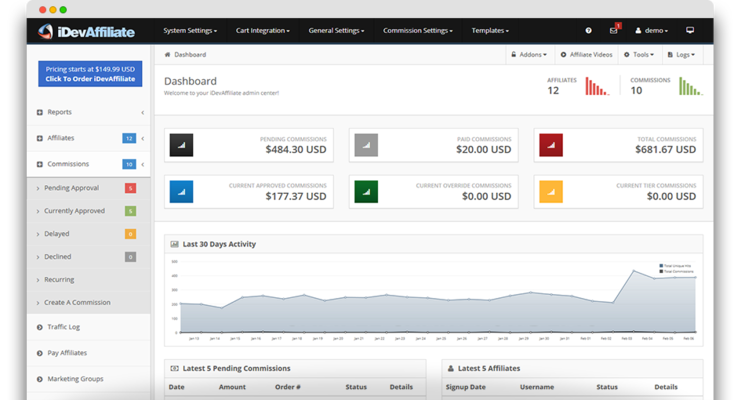 iDevAffiliate
System Settings
Cart Integration
General Settings
Commission Settings
Templates
1
demo
Pricing starts at $149.99 USD
Click To Order iDevAffiliate
Dashboard
Addons
Affiliate Videos
Tools
Logs
Dashboard
Welcome to your iDevAffiliate admin center!
AFFILIATES
12
COMMISSIONS
10
Reports
Affiliates 12
Commissions 10
Pending Approval 5
Currently Approved 5
Delayed 0
Declined 0
Recurring
Create A Commission
Traffic Log
Pay Affiliates
Marketing Groups
PENDING COMMISSIONS
$484.30 USD
PAID COMMISSIONS
$20.00 USD
TOTAL COMMISSIONS
$681.67 USD
CURRENT APPROVED COMMISSIONS
$177.37 USD
CURRENT OVERRIDE COMMISSIONS
$0.00 USD
CURRENT TIER COMMISSIONS
$0.00 USD
Last 30 Days Activity
Total Unique Hits
Total Commissions
500
400
300
200
100
0
Latest 5 Pending Commissions
Date Amount Order # Status Details
Latest 5 Affiliates
Signup Date Username Status Details